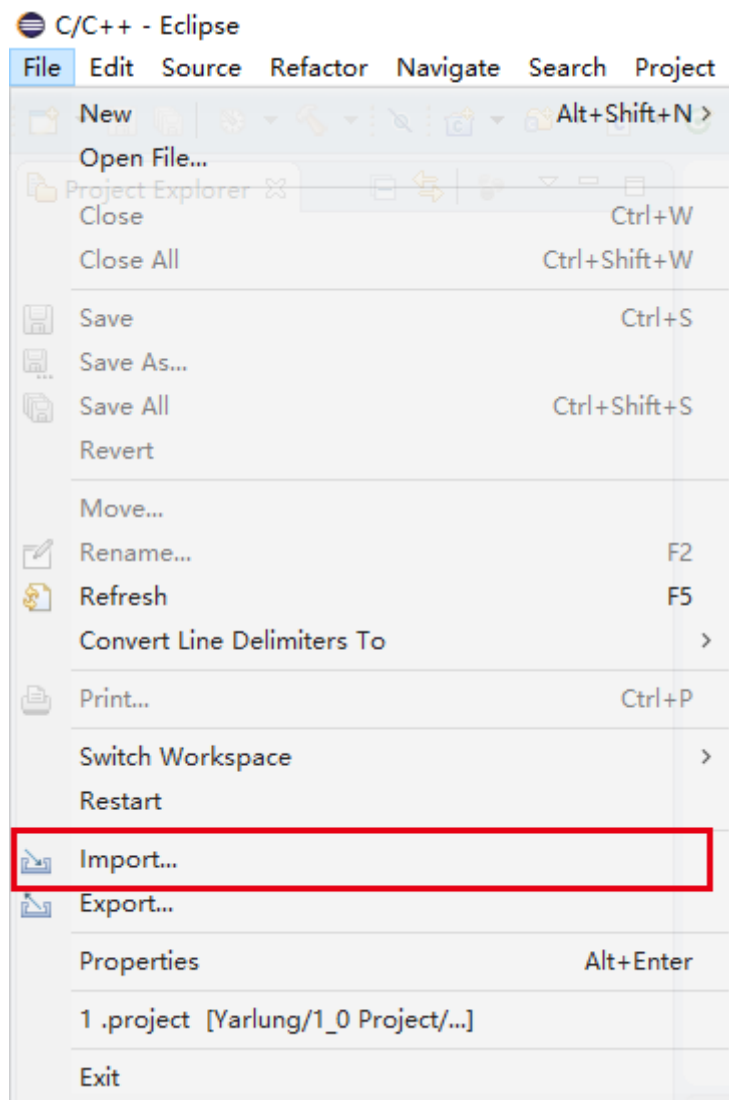 C/C++ - Eclipse
File Edit Source Refactor Navigate Search Project
New Alt+Shift+N >
Open File...
Project Explorer
Close Ctrl+W
Close All Ctrl+Shift+W
Save Ctrl+S
Save As...
Save All Ctrl+Shift+S
Revert
Move...
Rename... F2
Refresh F5
Convert Line Delimiters To >
Print... Ctrl+P
Switch Workspace >
Restart
Import...
Export...
Properties Alt+Enter
1 .project [Yarlung/1_0 Project/...]
Exit